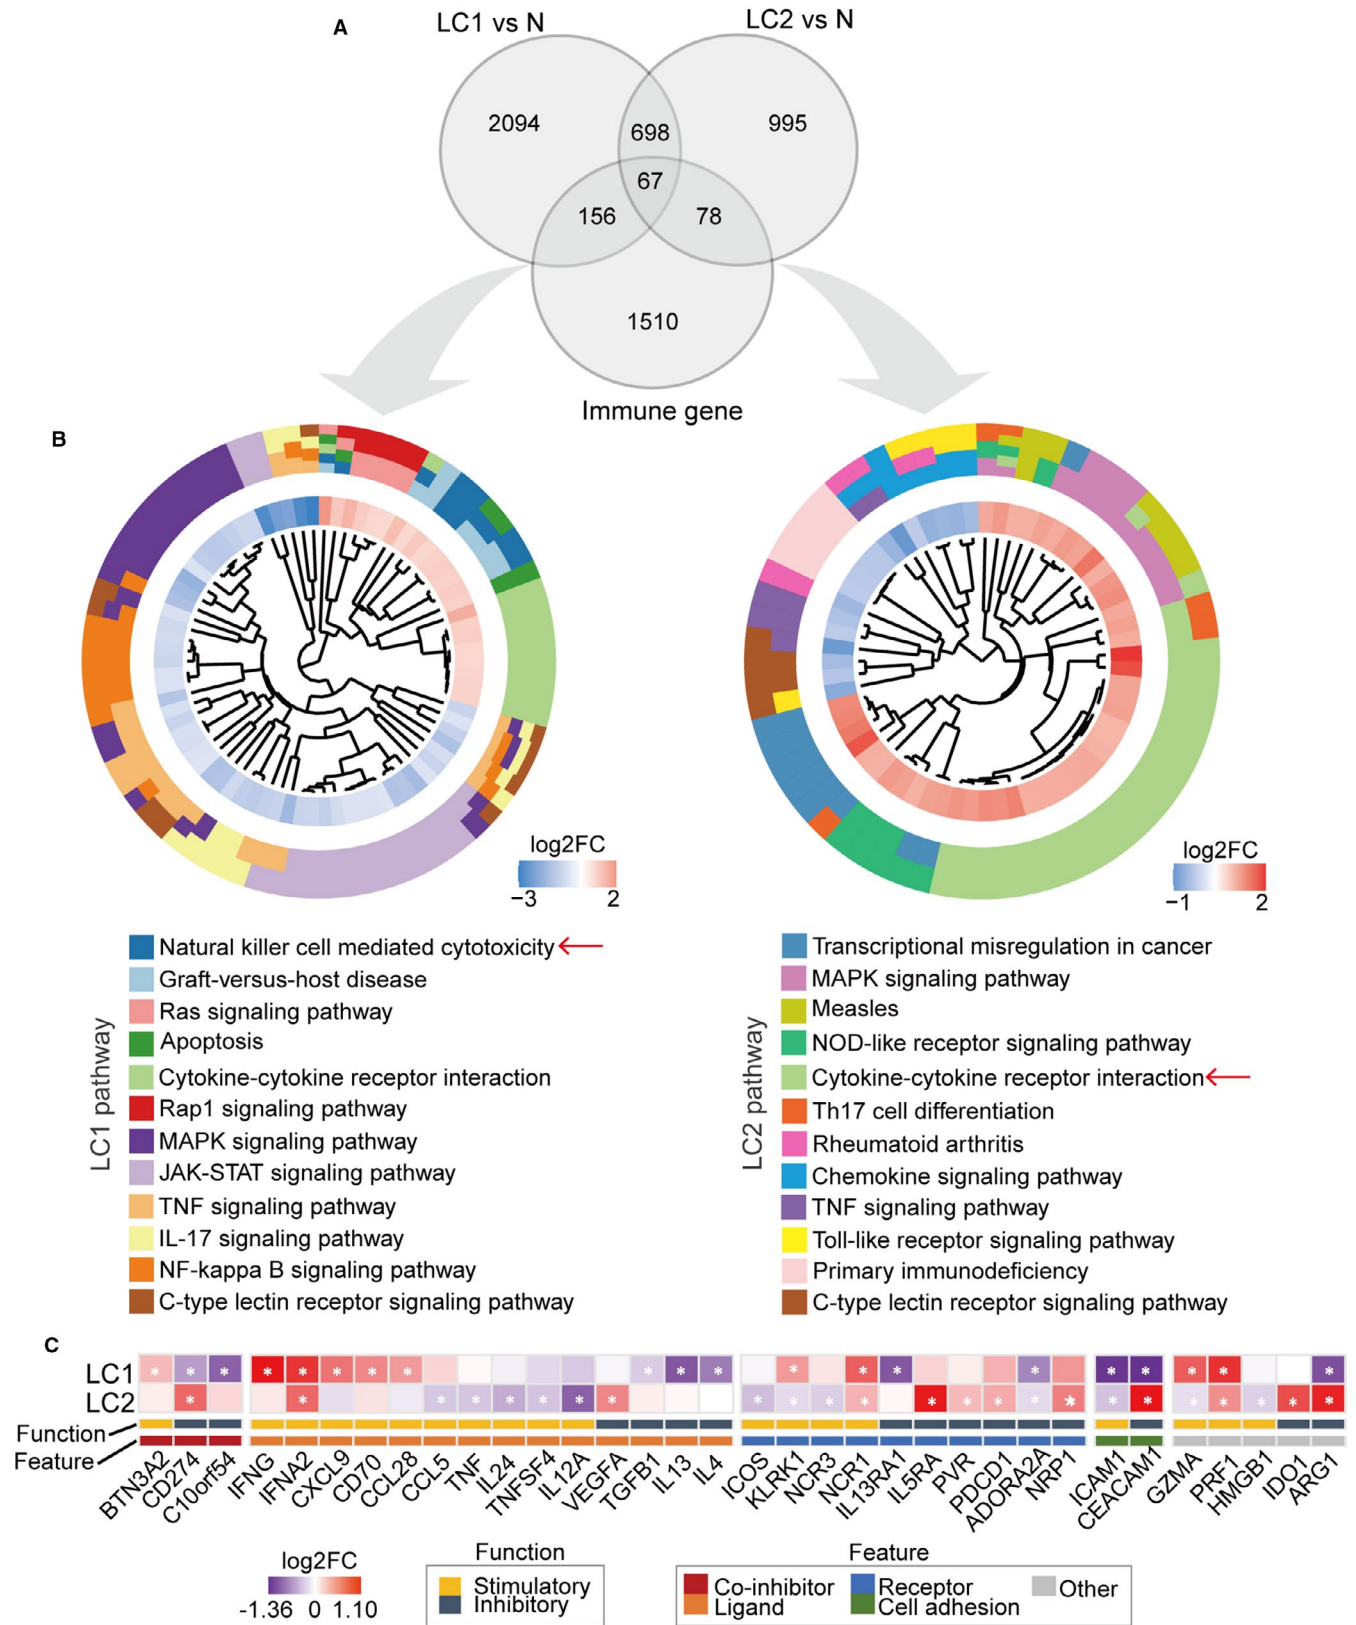 A
LC1 vs N
LC2 vs N
2094
698
995
67
156
78
1510
Immune gene
B
log2FC
−3 2
log2FC
−1 2
LC1 pathway
Natural killer cell mediated cytotoxicity
Graft-versus-host disease
Ras signaling pathway
Apoptosis
Cytokine-cytokine receptor interaction
Rap1 signaling pathway
MAPK signaling pathway
JAK-STAT signaling pathway
TNF signaling pathway
IL-17 signaling pathway
NF-kappa B signaling pathway
C-type lectin receptor signaling pathway
LC2 pathway
Transcriptional misregulation in cancer
MAPK signaling pathway
Measles
NOD-like receptor signaling pathway
Cytokine-cytokine receptor interaction
Th17 cell differentiation
Rheumatoid arthritis
Chemokine signaling pathway
TNF signaling pathway
Toll-like receptor signaling pathway
Primary immunodeficiency
C-type lectin receptor signaling pathway
C
LC1
LC2
Function
Feature
BTN3A2
CD274
C10orf54
IFNG
IFNA2
CXCL9
CD70
CCL28
CCL5
TNF
IL24
TNFSF4
IL12A
VEGFA
TGFB1
IL13
IL4
ICOS
KLRK1
NCR3
NCR1
IL13RA1
IL5RA
PVR
PDCD1
ADORA2A
NRP1
ICAM1
CEACAM1
GZMA
PRF1
HMGB1
IDO1
ARG1
log2FC
-1.36 0 1.10
Function
Stimulatory
Inhibitory
Feature
Co-inhibitor
Ligand
Receptor
Cell adhesion
Other